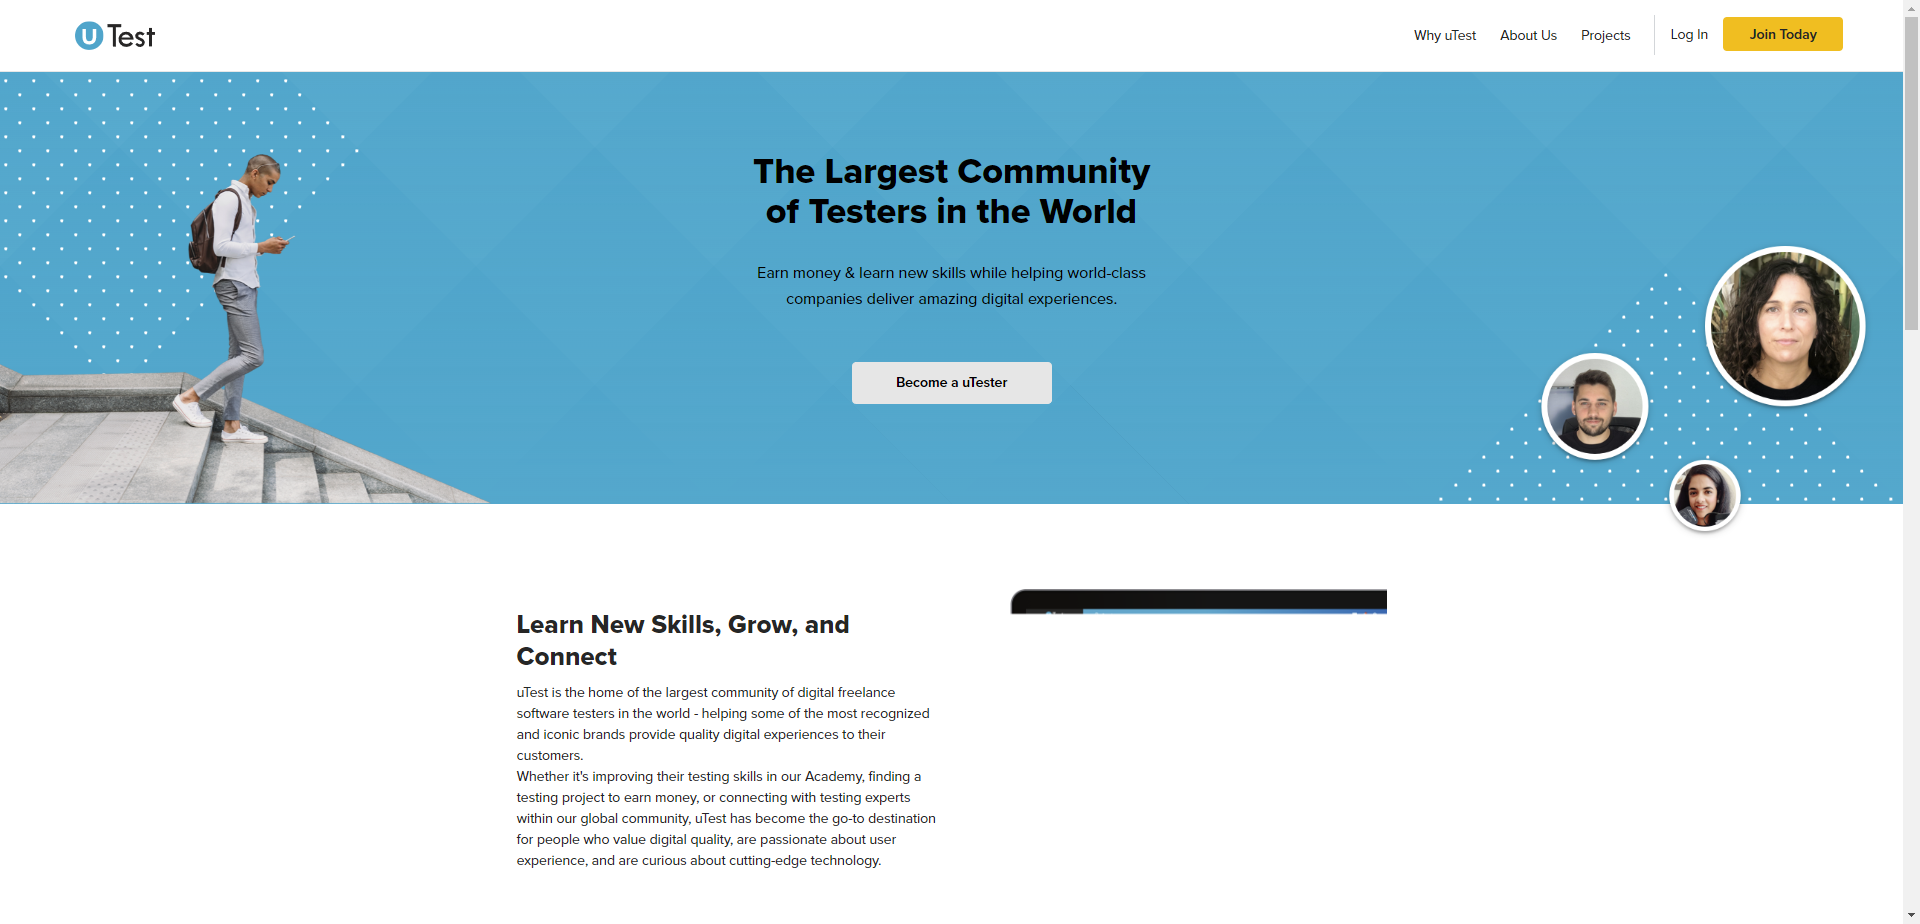 uTest
Why uTest
About Us
Projects
Log In
Join Today
The Largest Community
of Testers in the World
Earn money & learn new skills while helping world-class
companies deliver amazing digital experiences.
Become a uTester
Learn New Skills, Grow, and
Connect
uTest is the home of the largest community of digital freelance
software testers in the world - helping some of the most recognized
and iconic brands provide quality digital experiences to their
customers.
Whether it's improving their testing skills in our Academy, finding a
testing project to earn money, or connecting with testing experts
within our global community, uTest has become the go-to destination
for people who value digital quality, are passionate about user
experience, and are curious about cutting-edge technology.